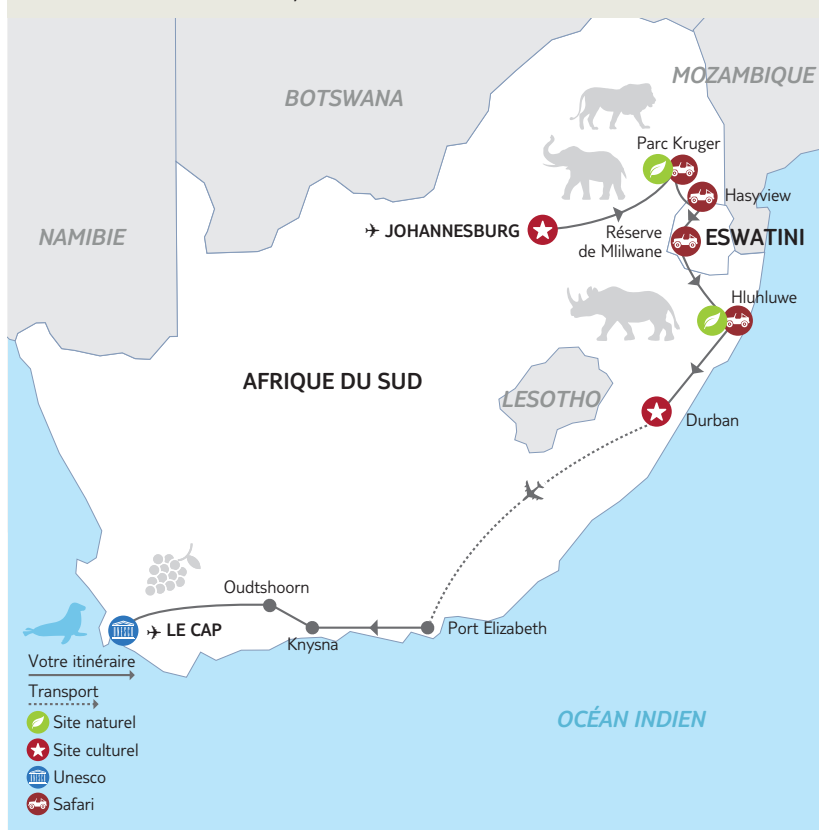 BOTSWANA
MOZAMBIQUE
NAMIBIE
Parc Kruger
Hasyview
JOHANNESBURG
Réserve
de Mlilwane
ESWATINI
Hluhluwe
AFRIQUE DU SUD
LESOTHO
Durban
Oudtshoorn
LE CAP
Knysna
Port Elizabeth
OCÉAN INDIEN
Votre itinéraire
Transport
Site naturel
Site culturel
Unesco
Safari